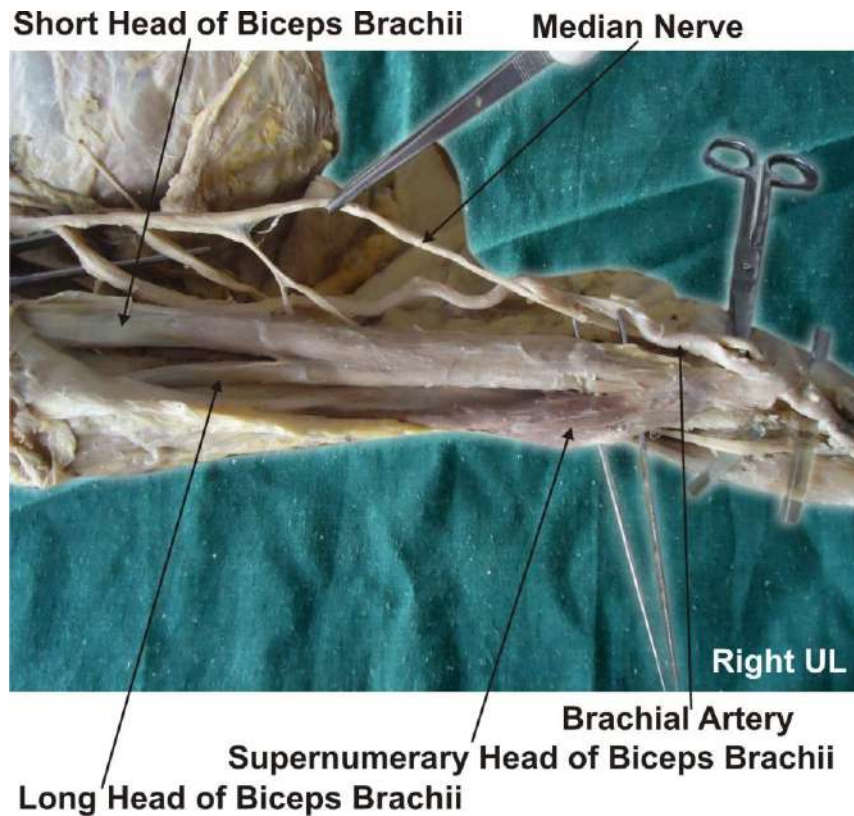 Short Head of Biceps Brachii
Median Nerve
Right UL
Brachial Artery
Supernumerary Head of Biceps Brachii
Long Head of Biceps Brachii